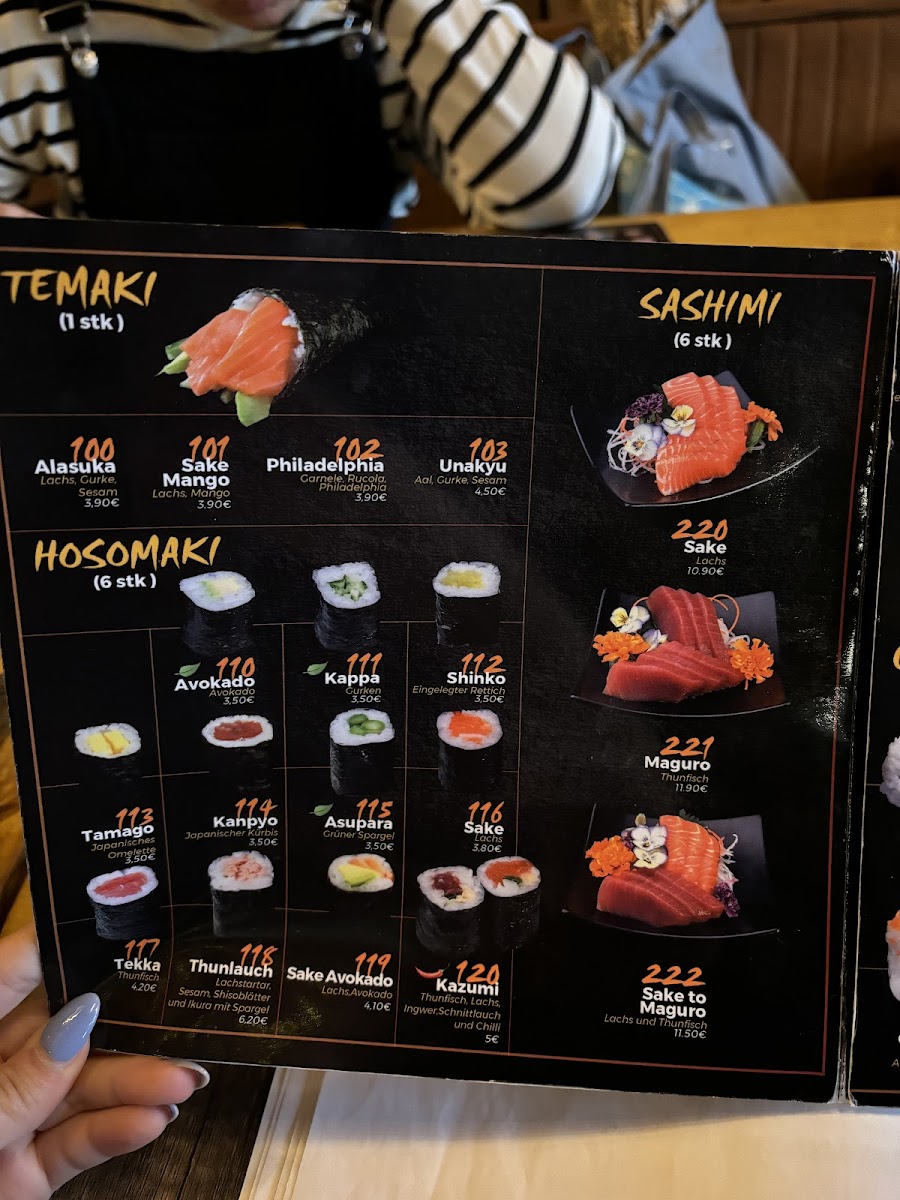 TEMAKI
(1 stk)
100
Alasuka
Lachs, Gurke,
Sesam
3,90€
101
Sake
Mango
Lachs, Mango
3,90€
102
Philadelphia
Garnele, Rucola,
Philadelphia
3,90€
103
Unakyu
Aal, Gurke, Sesam
4,50€
HOSOMAKI
(6 stk)
110
Avokado
Avokado
3,50€
111
Kappa
Gurken
3,50€
112
Shinko
Eingelegter Rettich
3,50€
113
Tamago
Japanisches
Omelette
3,50€
114
Kanpyo
Japanischer Kürbis
3,50€
115
Asupara
Grüner Spargel
3,50€
116
Sake
Lachs
3.80€
117
Tekka
Thunfisch
4.20€
118
Thunlauch
Lachstartar,
Sesam, Shisoblätter
und Ikura mit Spargel
6,20€
119
Sake Avokado
Lachs,Avokado
4,10€
120
Kazumi
Thunfisch, Lachs,
Ingwer,Schnittlauch
und Chilli
5€
SASHIMI
(6 stk)
220
Sake
Lachs
10.90€
221
Maguro
Thunfisch
11.90€
222
Sake to
Maguro
Lachs und Thunfisch
11.50€